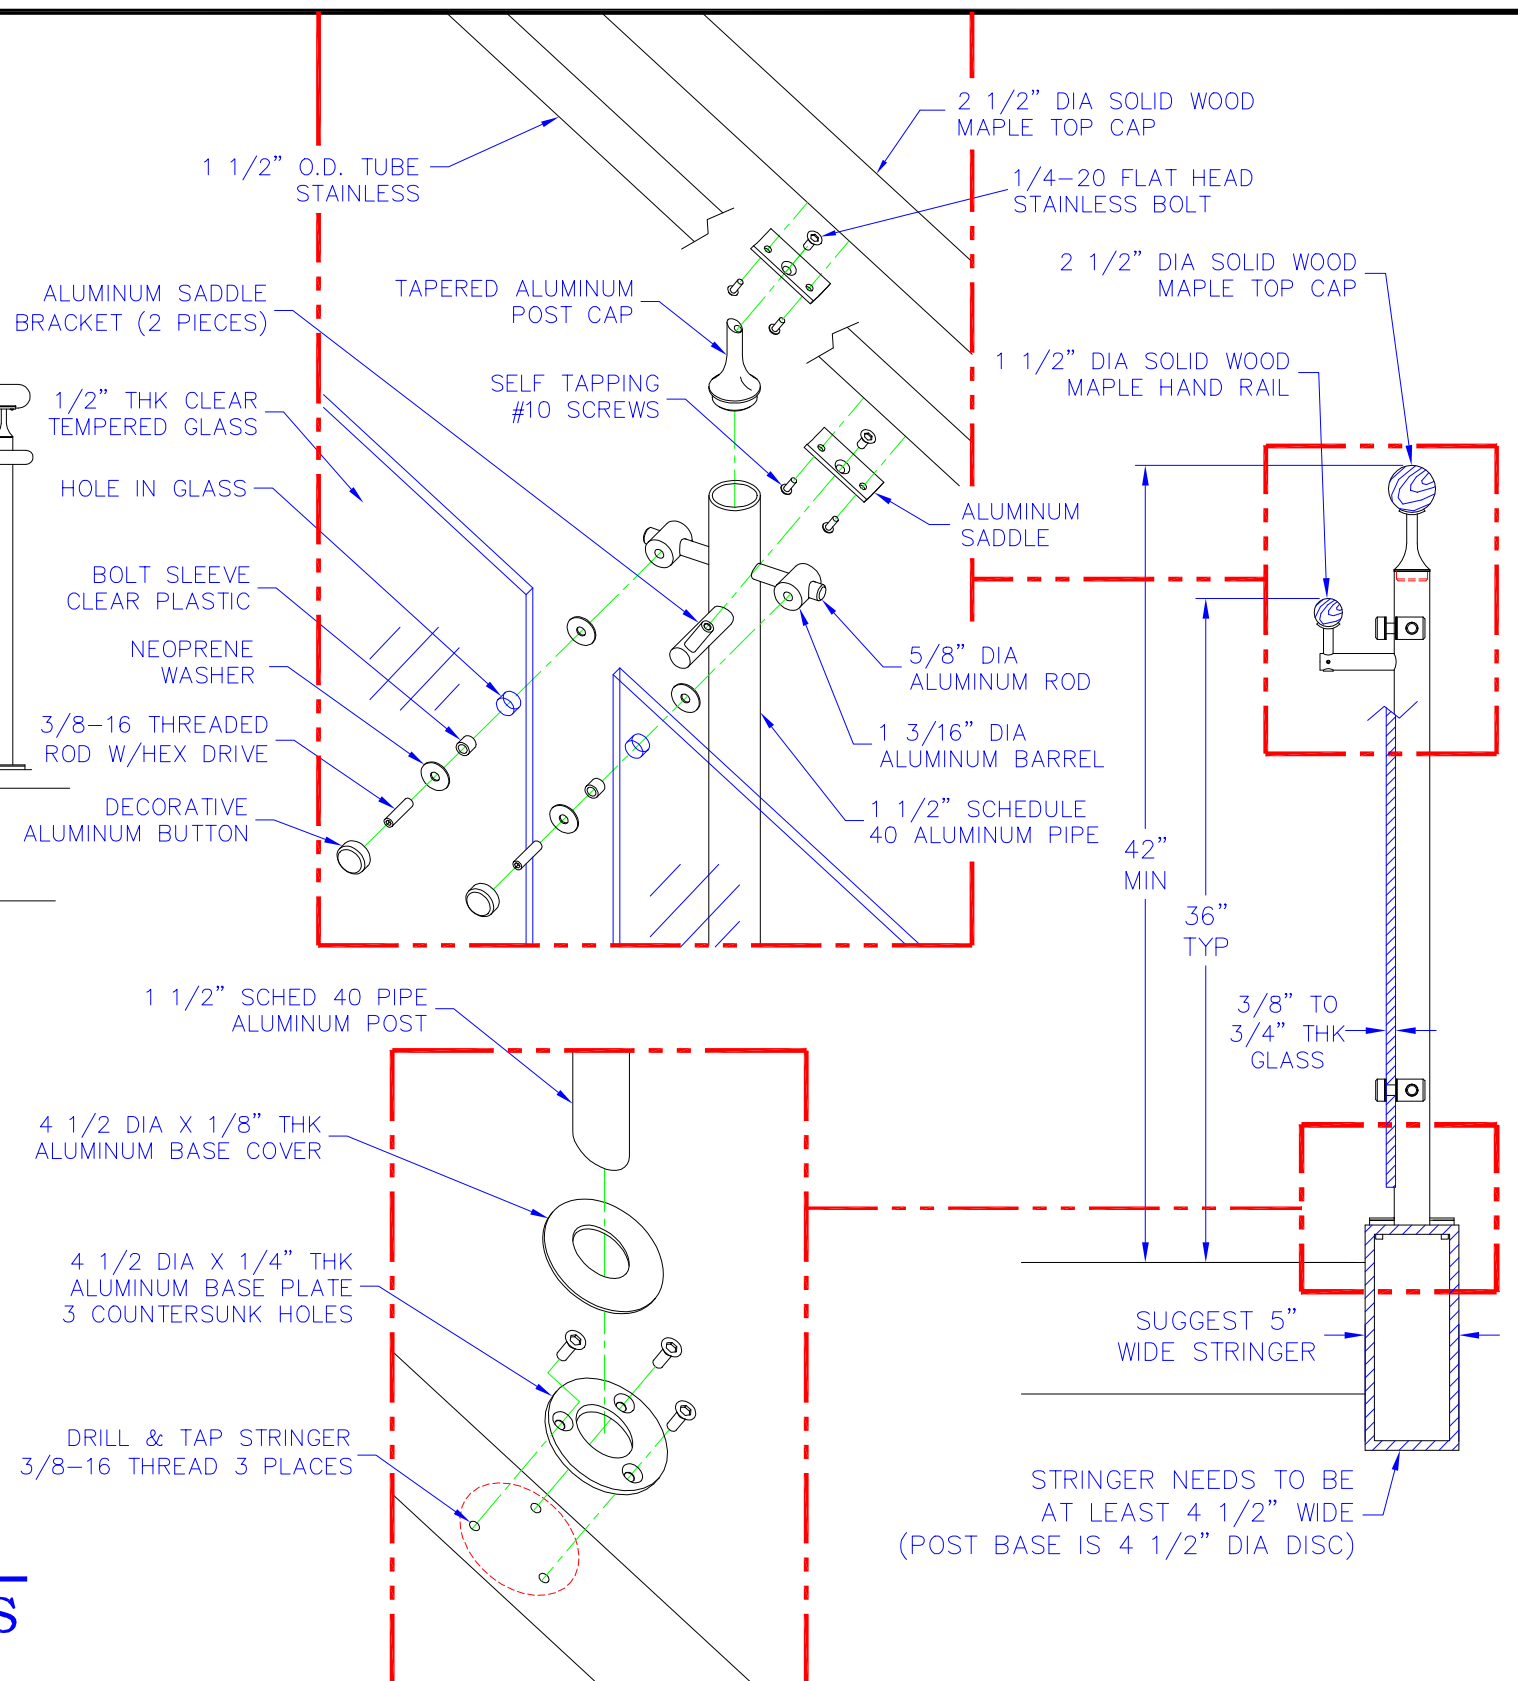 2 1/2” DIA SOLID WOOD
MAPLE TOP CAP
1 1/2” O.D. TUBE
STAINLESS
1/4-20 FLAT HEAD
STAINLESS BOLT
2 1/2” DIA SOLID WOOD
MAPLE TOP CAP
ALUMINUM SADDLE
BRACKET (2 PIECES)
TAPERED ALUMINUM
POST CAP
1 1/2” DIA SOLID WOOD
MAPLE HAND RAIL
SELF TAPPING
#10 SCREWS
1/2” THK CLEAR
TEMPERED GLASS
HOLE IN GLASS
ALUMINUM
SADDLE
BOLT SLEEVE
CLEAR PLASTIC
NEOPRENE
WASHER
5/8” DIA
ALUMINUM ROD
3/8-16 THREADED
ROD W/HEX DRIVE
1 3/16” DIA
ALUMINUM BARREL
DECORATIVE
ALUMINUM BUTTON
1 1/2” SCHEDULE
40 ALUMINUM PIPE
42”
MIN
36”
TYP
1 1/2” SCHED 40 PIPE
ALUMINUM POST
3/8” TO
3/4” THK
GLASS
4 1/2 DIA X 1/8” THK
ALUMINUM BASE COVER
4 1/2 DIA X 1/4” THK
ALUMINUM BASE PLATE
3 COUNTERSUNK HOLES
SUGGEST 5”
WIDE STRINGER
DRILL & TAP STRINGER
3/8-16 THREAD 3 PLACES
STRINGER NEEDS TO BE
AT LEAST 4 1/2” WIDE
(POST BASE IS 4 1/2” DIA DISC)
S